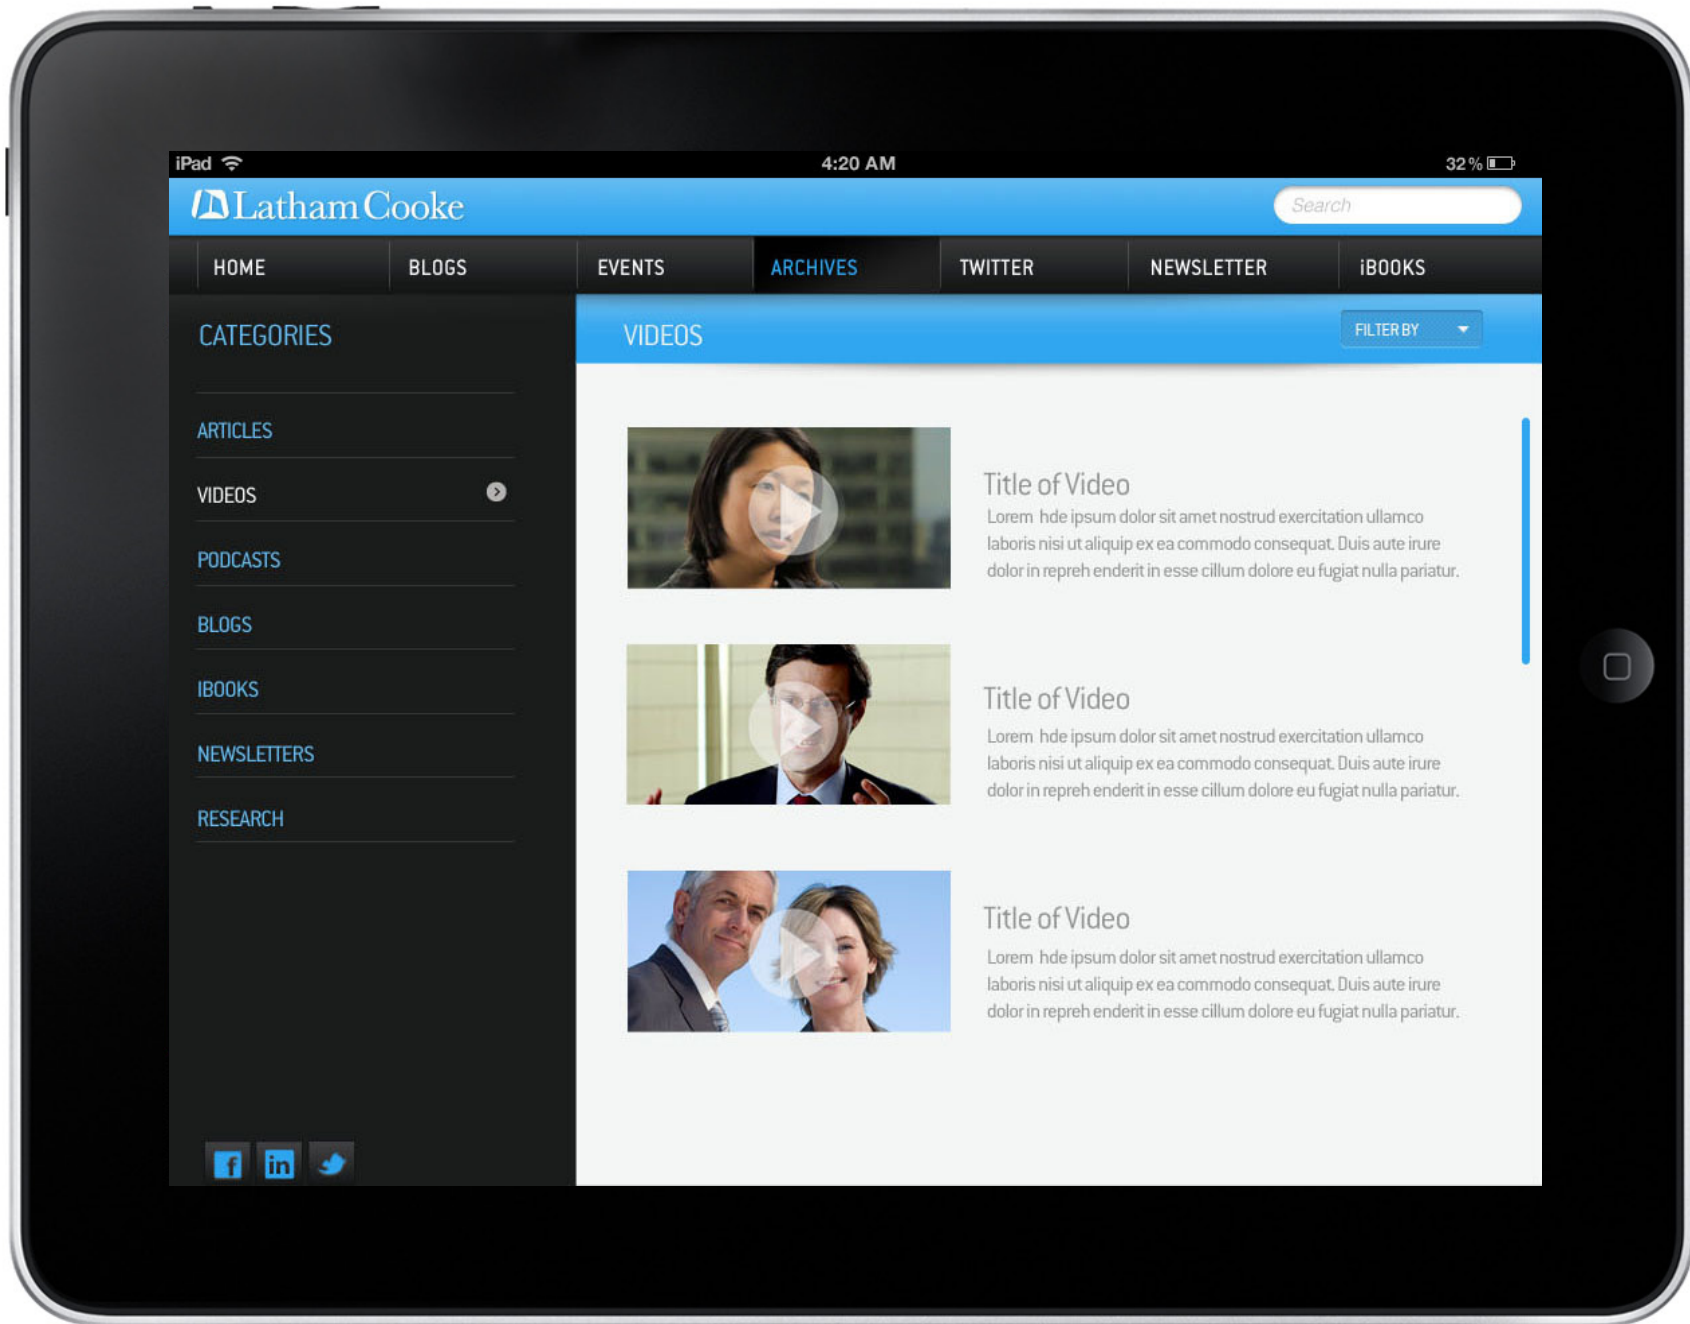 iPad 4:20 AM 32%
Latham Cooke Search
HOME BLOGS EVENTS ARCHIVES TWITTER NEWSLETTER iBOOKS
CATEGORIES
ARTICLES
VIDEOS
PODCASTS
BLOGS
IBOOKS
NEWSLETTERS
RESEARCH
f in
VIDEOS FILTER BY
Title of Video
Lorem hde ipsum dolor sit amet nostrud exercitation ullamco
laboris nisi ut aliquip ex ea commodo consequat. Duis aute irure
dolor in repreh enderit in esse cillum dolore eu fugiat nulla pariatur.
Title of Video
Lorem hde ipsum dolor sit amet nostrud exercitation ullamco
laboris nisi ut aliquip ex ea commodo consequat. Duis aute irure
dolor in repreh enderit in esse cillum dolore eu fugiat nulla pariatur.
Title of Video
Lorem hde ipsum dolor sit amet nostrud exercitation ullamco
laboris nisi ut aliquip ex ea commodo consequat. Duis aute irure
dolor in repreh enderit in esse cillum dolore eu fugiat nulla pariatur.